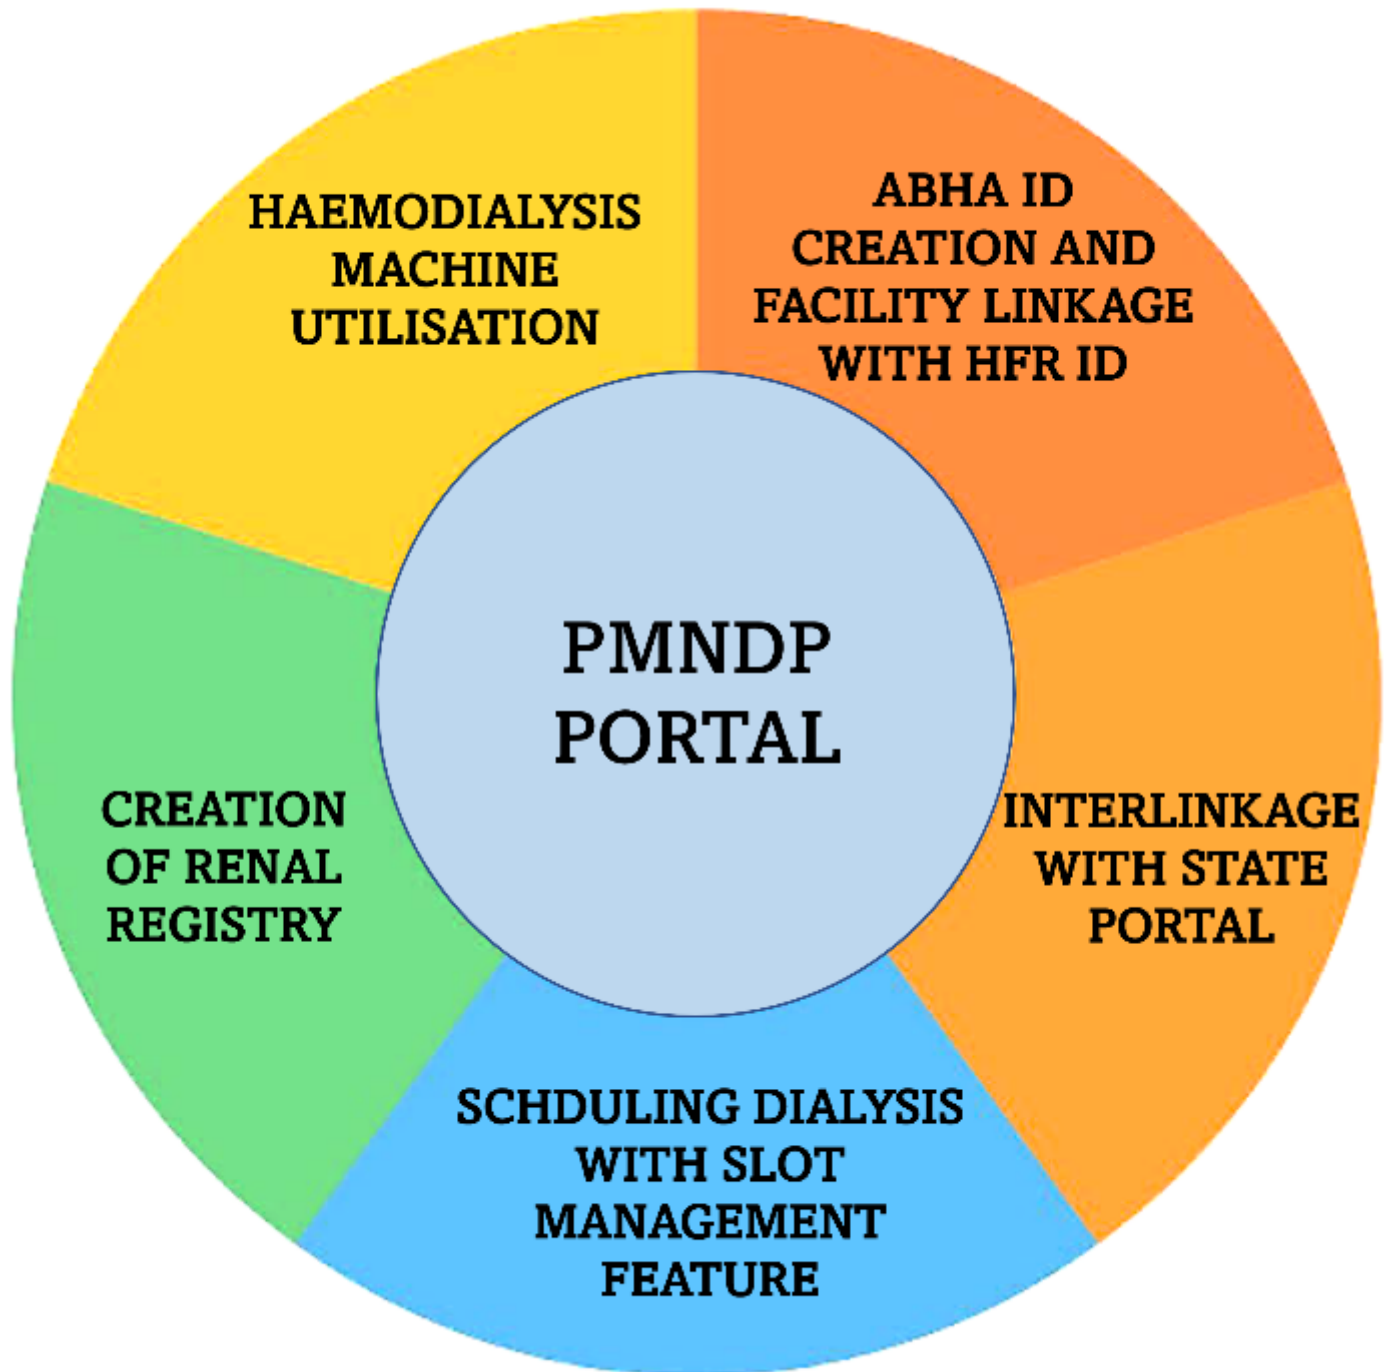 HAEMODIALYSIS
MACHINE
UTILISATION
ABHA ID
CREATION AND
FACILITY LINKAGE
WITH HFR ID
PMNDP
PORTAL
CREATION
OF RENAL
REGISTRY
INTERLINKAGE
WITH STATE
PORTAL
SCHDULING DIALYSIS
WITH SLOT
MANAGEMENT
FEATURE